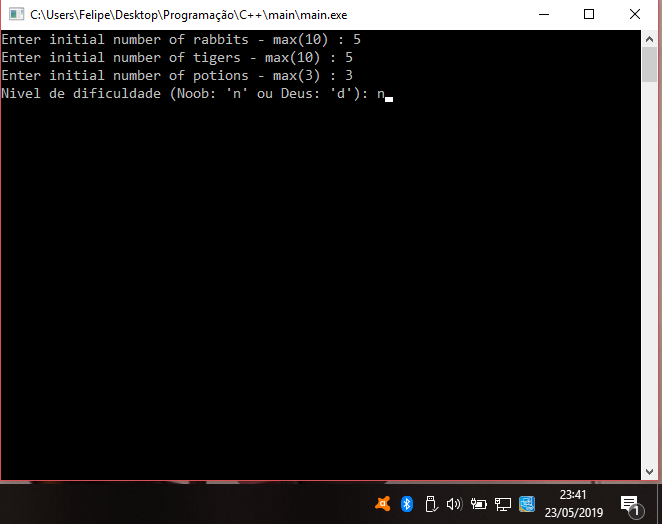 C:\Users\Felipe\Desktop\Programação\C++\main\main.exe
Enter initial number of rabbits - max(10) : 5
Enter initial number of tigers - max(10) : 5
Enter initial number of potions - max(3) : 3
Nivel de dificuldade (Noob: 'n' ou Deus: 'd'): n
23:41
23/05/2019
1